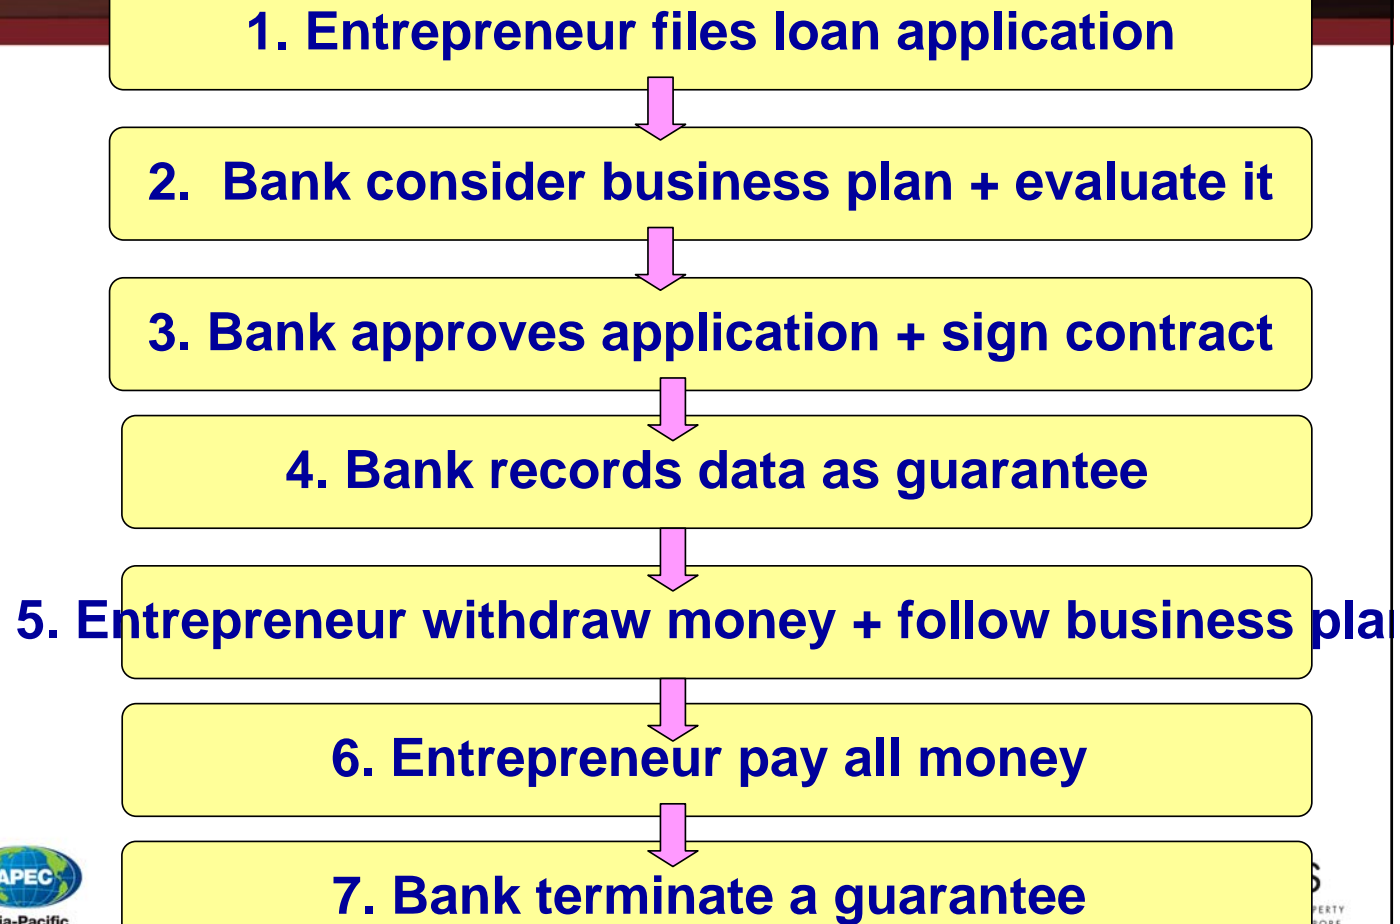 1. Entrepreneur files loan application
2. Bank consider business plan + evaluate it
3. Bank approves application + sign contract
4. Bank records data as guarantee
5. Entrepreneur withdraw money + follow business
6. Entrepreneur pay all money
APEC
7. Bank terminate a guarantee